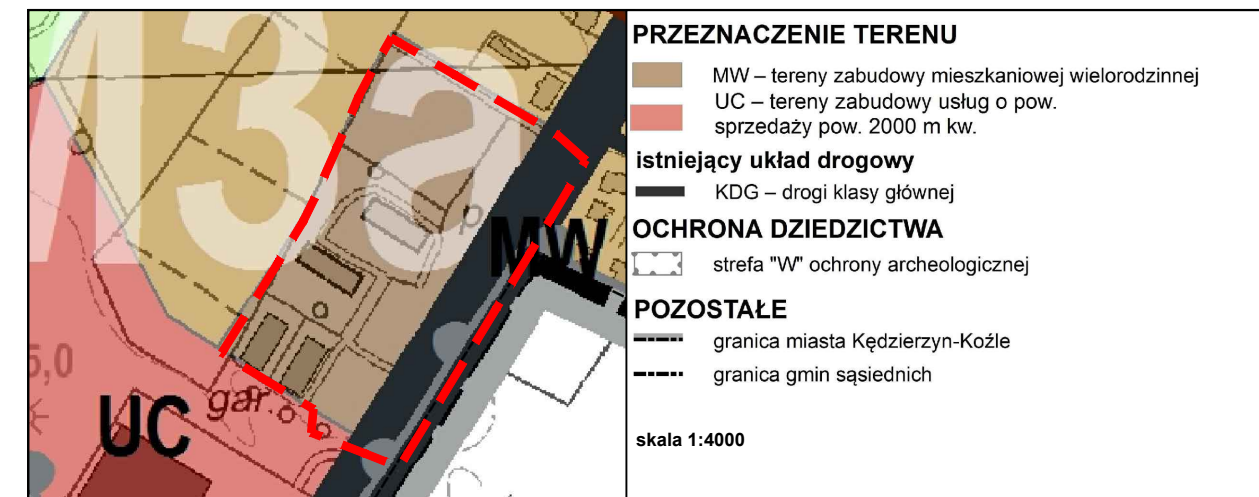 M3a
MW
5,0
gar.
UC
PRZEZNACZENIE TERENU
MW – tereny zabudowy mieszkaniowej wielorodzinnej
UC – tereny zabudowy usług o pow.
sprzedaży pow. 2000 m kw.
istniejący układ drogowy
KDG – drogi klasy głównej
OCHRONA DZIEDZICTWA
strefa "W" ochrony archeologicznej
POZOSTAŁE
granica miasta Kędzierzyn-Koźle
granica gmin sąsiednich
skala 1:4000